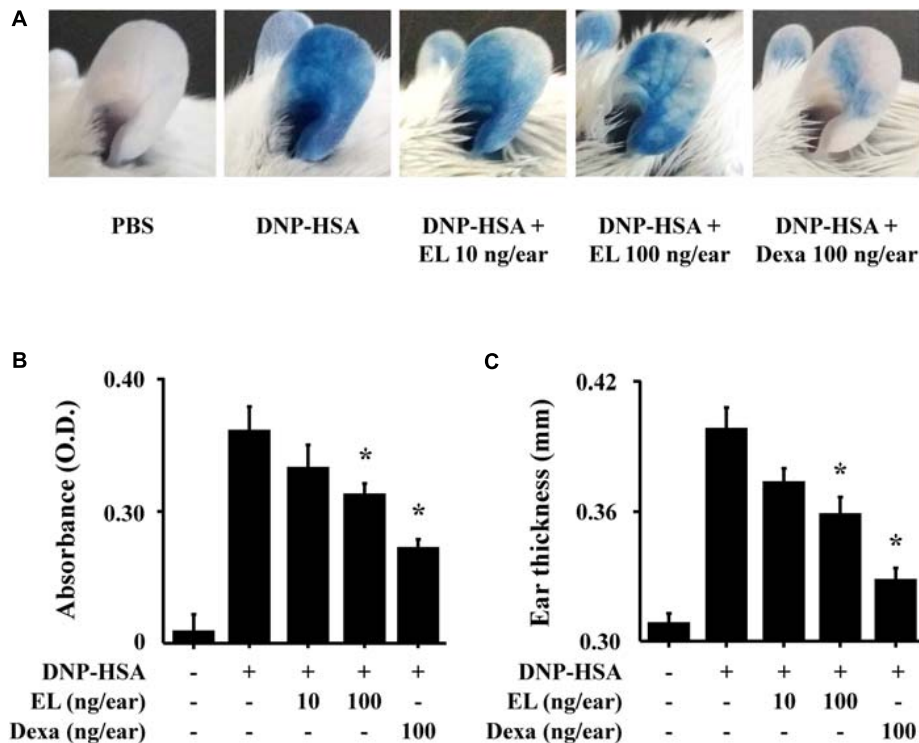 A
PBS
DNP-HSA
DNP-HSA +
EL 10 ng/ear
DNP-HSA +
EL 100 ng/ear
DNP-HSA +
Dexa 100 ng/ear
B
Absorbance (O.D.)
0.40
0.30
0
*
*
DNP-HSA - + + + +
EL (ng/ear) - - 10 100 -
Dexa (ng/ear) - - - - 100
C
Ear thickness (mm)
0.42
0.36
0.30
*
*
DNP-HSA - + + + +
EL (ng/ear) - - 10 100 -
Dexa (ng/ear) - - - - 100